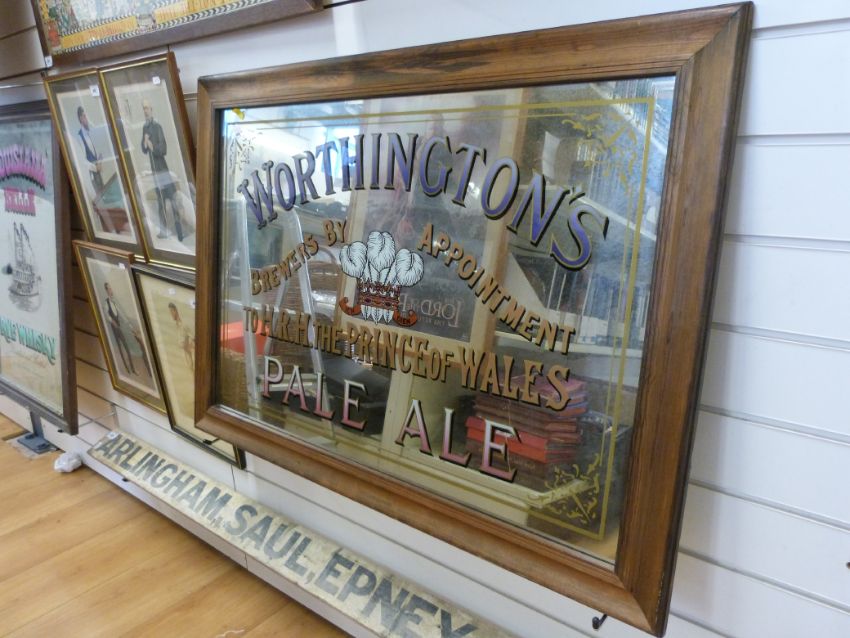 WORTHINGTON'S
BREWERS BY APPOINTMENT
TO H.R.H. THE PRINCE OF WALES
PALE ALE
ARLINGHAM, SAUL, EPNEY